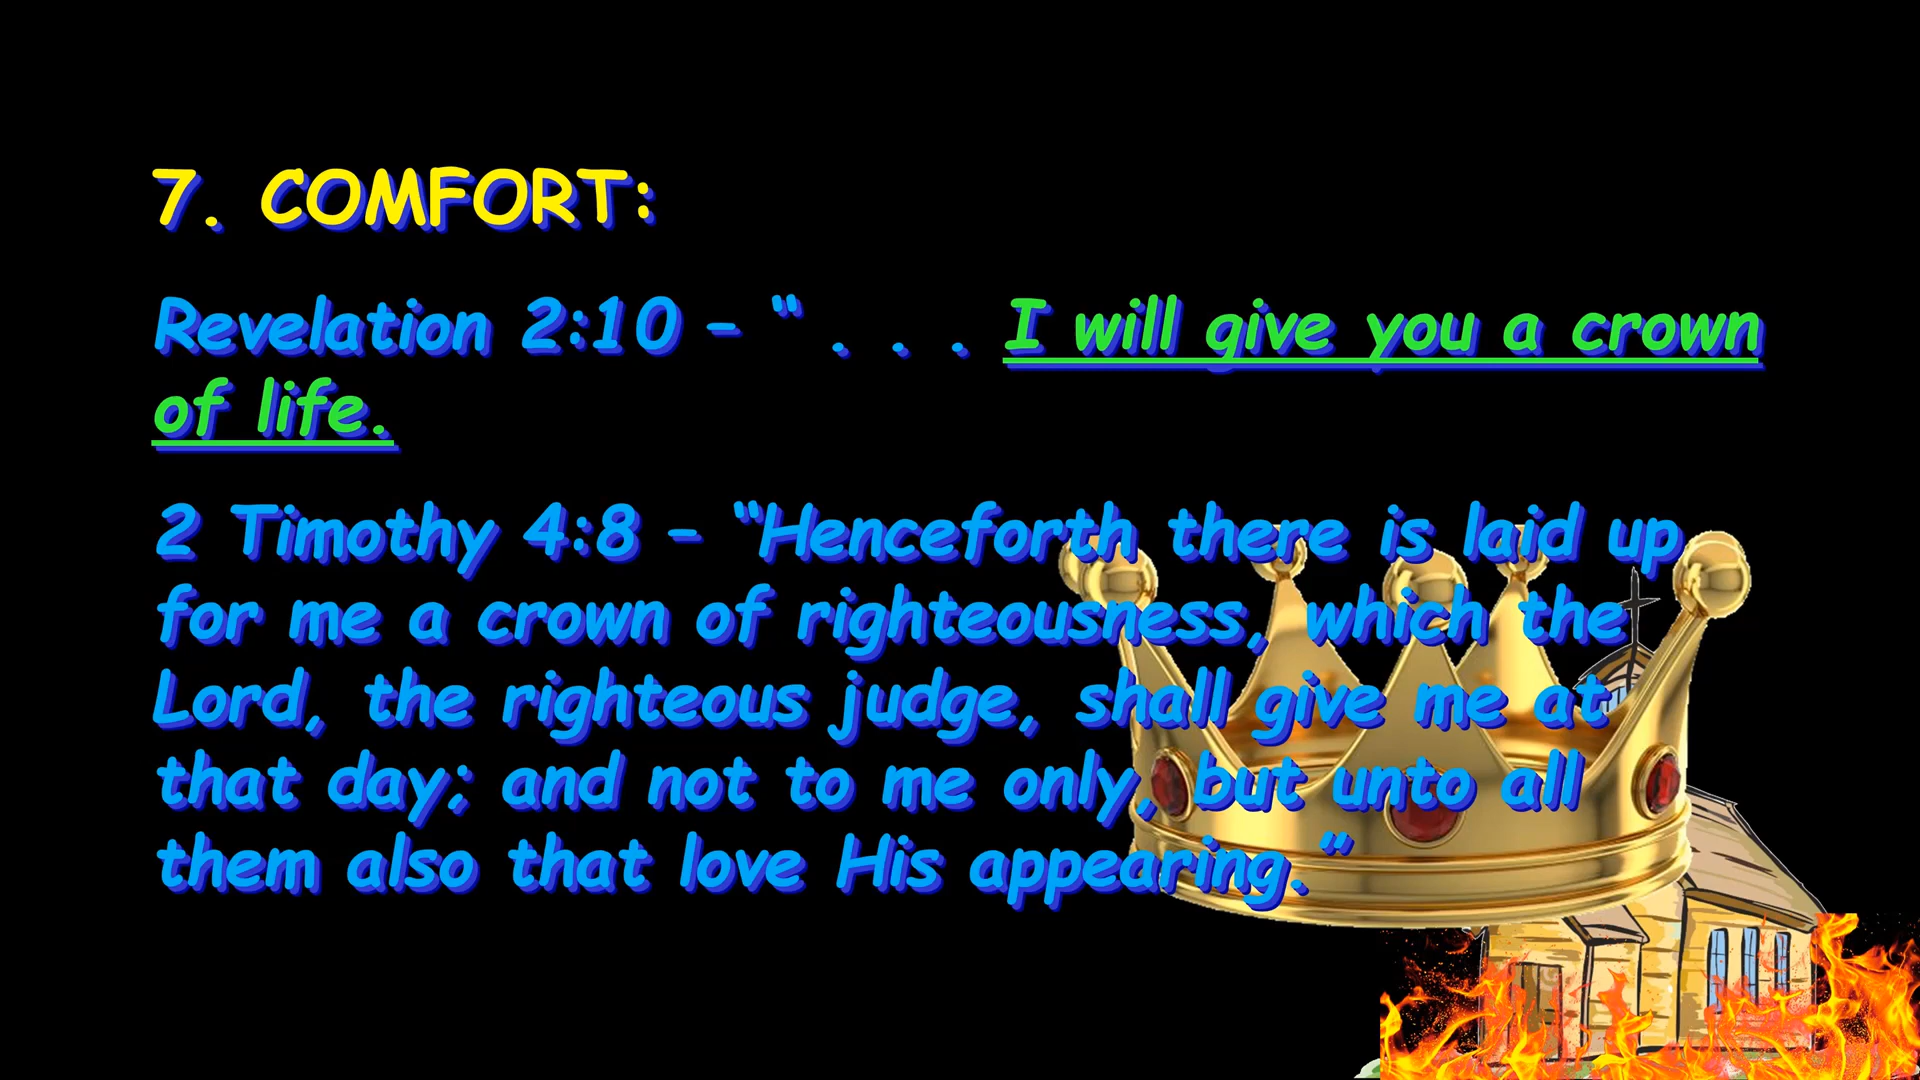 7. COMFORT:
Revelation 2:10 – “ . . . I will give you a crown
of life.
2 Timothy 4:8 – “Henceforth there is laid up
for me a crown of righteousness, which the
Lord, the righteous judge, shall give me at
that day; and not to me only, but unto all
them also that love His appearing.”